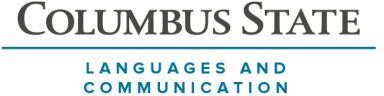 COLUMBUS STATE
LANGUAGES AND
COMMUNICATION